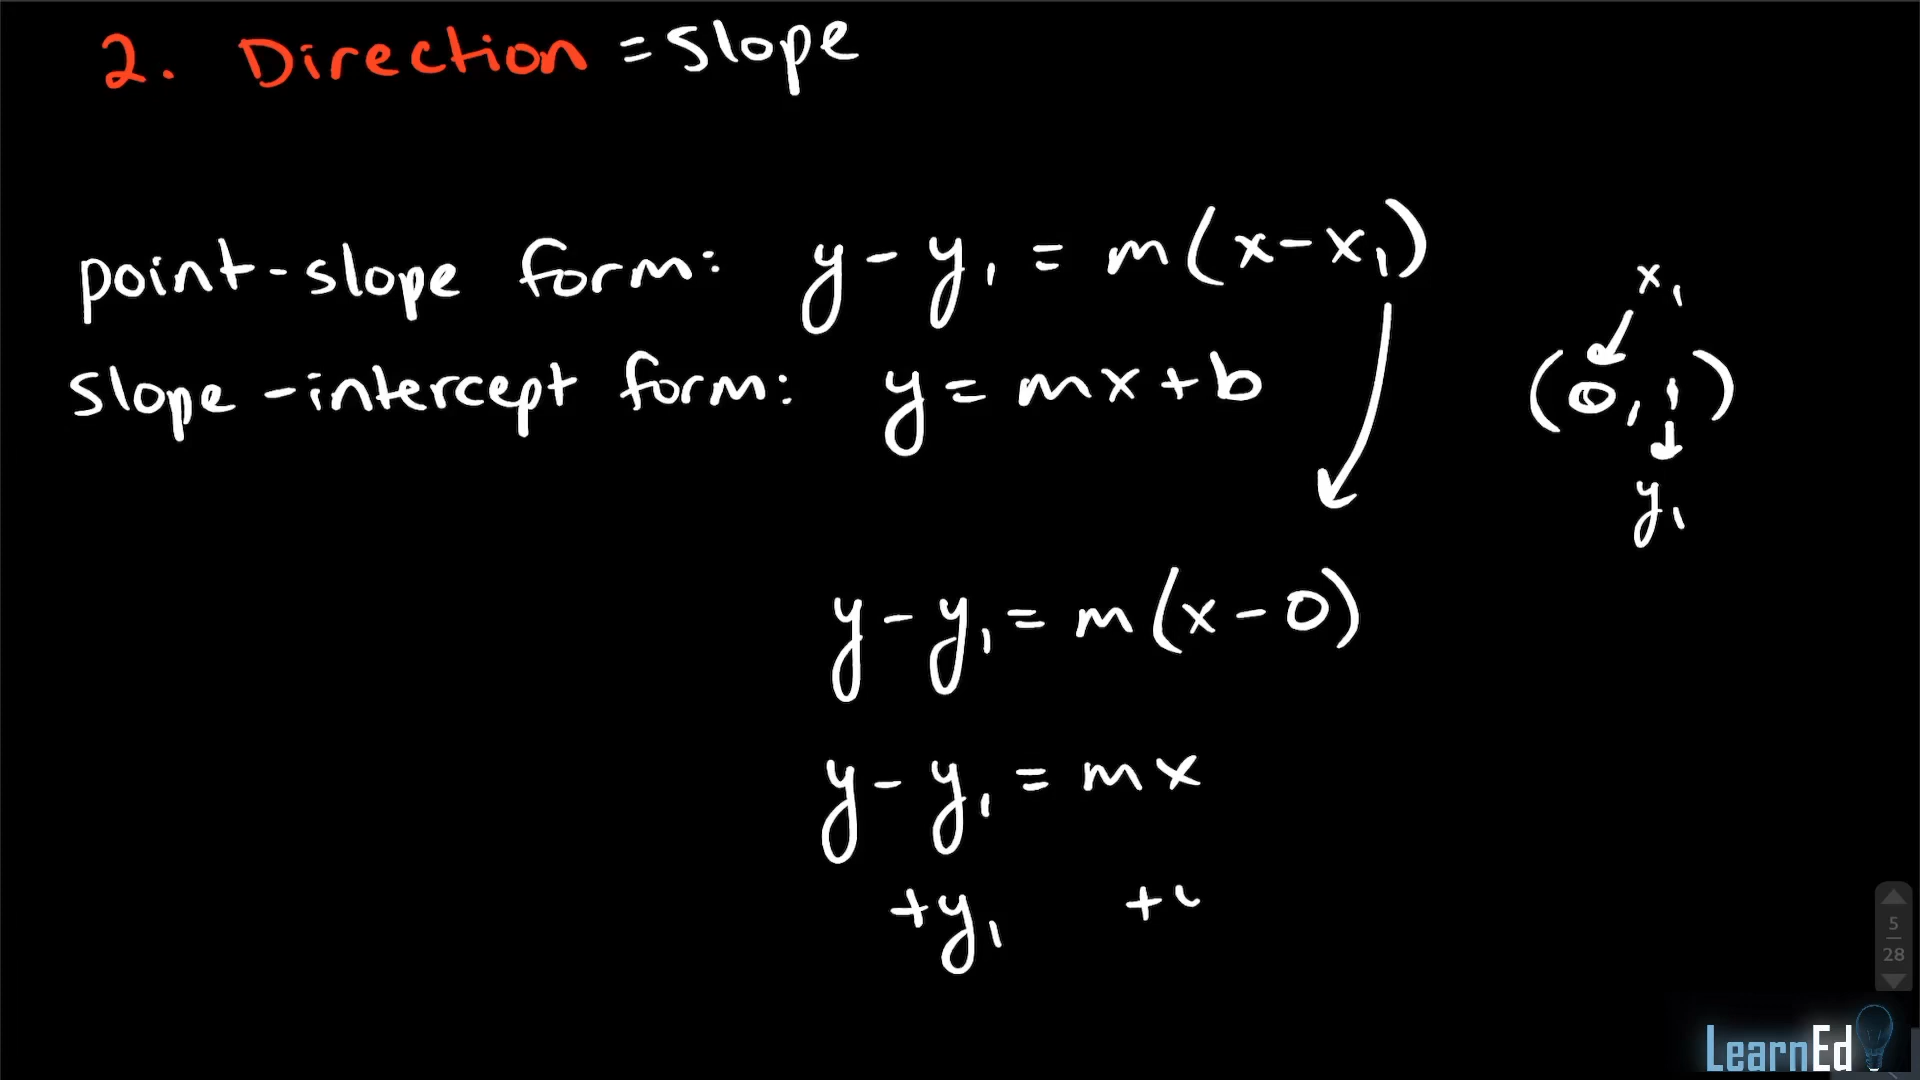 2. Direction = slope
point-slope form: y - y₁ = m(x - x₁)
x₁
slope-intercept form: y = mx + b
(0, 1)
y₁
y - y₁ = m(x - 0)
y - y₁ = mx
+y₁ +
5
28
LearnEd